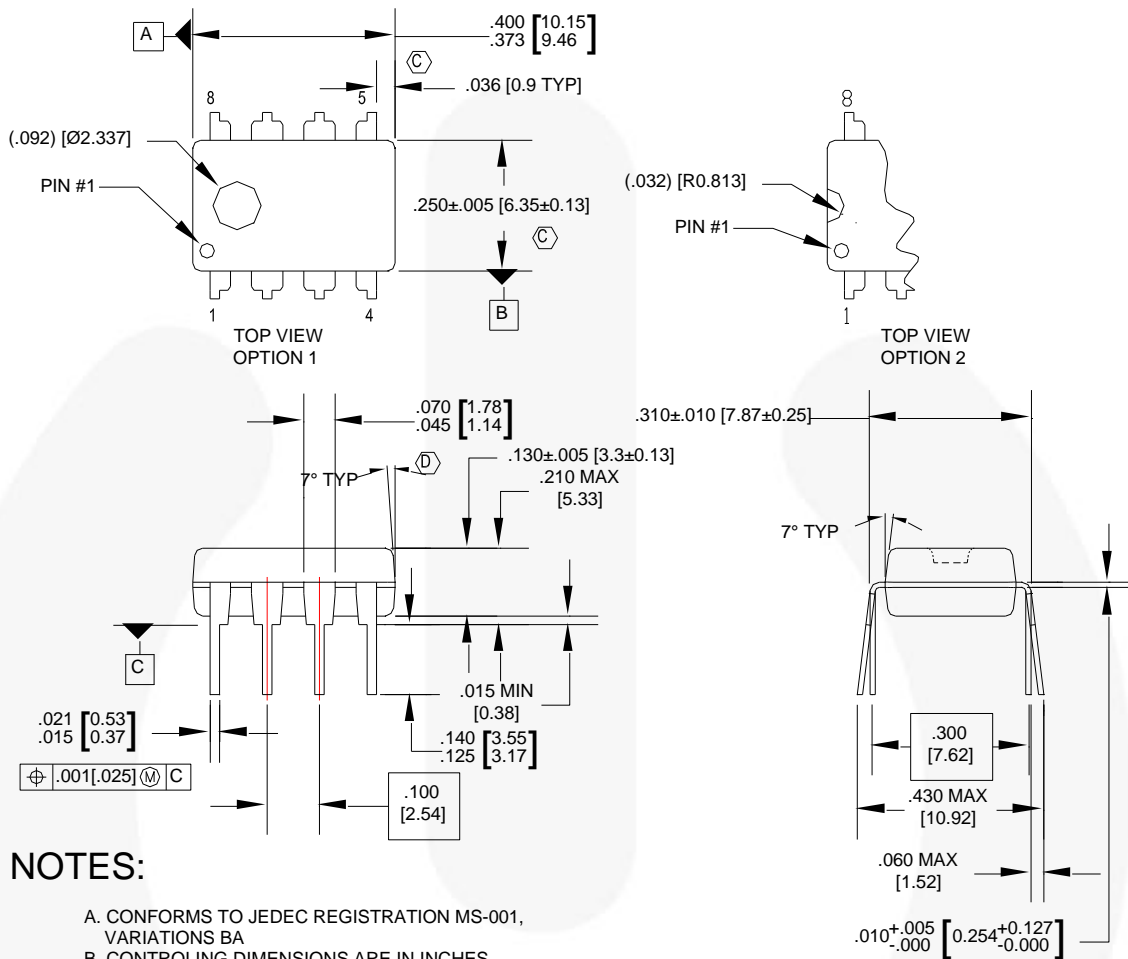 A
.400 [10.15]
.373 [9.46]
C
.036 [0.9 TYP]
8
5
(.092) [Ø2.337]
PIN #1
.250±.005 [6.35±0.13]
C
B
1
4
TOP VIEW
OPTION 1
8
(.032) [R0.813]
PIN #1
1
TOP VIEW
OPTION 2
.070 [1.78]
.045 [1.14]
7° TYP
D
.130±.005 [3.3±0.13]
.210 MAX
[5.33]
C
.015 MIN
[0.38]
.021 [0.53]
.015 [0.37]
.140 [3.55]
.125 [3.17]
⌖ .001[.025] Ⓜ C
.100
[2.54]
.310±.010 [7.87±0.25]
7° TYP
.300
[7.62]
.430 MAX
[10.92]
.060 MAX
[1.52]
.010+.005 -.000 [0.254+0.127 -0.000]
NOTES:
A. CONFORMS TO JEDEC REGISTRATION MS-001,
VARIATIONS BA
B. CONTROLING DIMENSIONS ARE IN INCHES